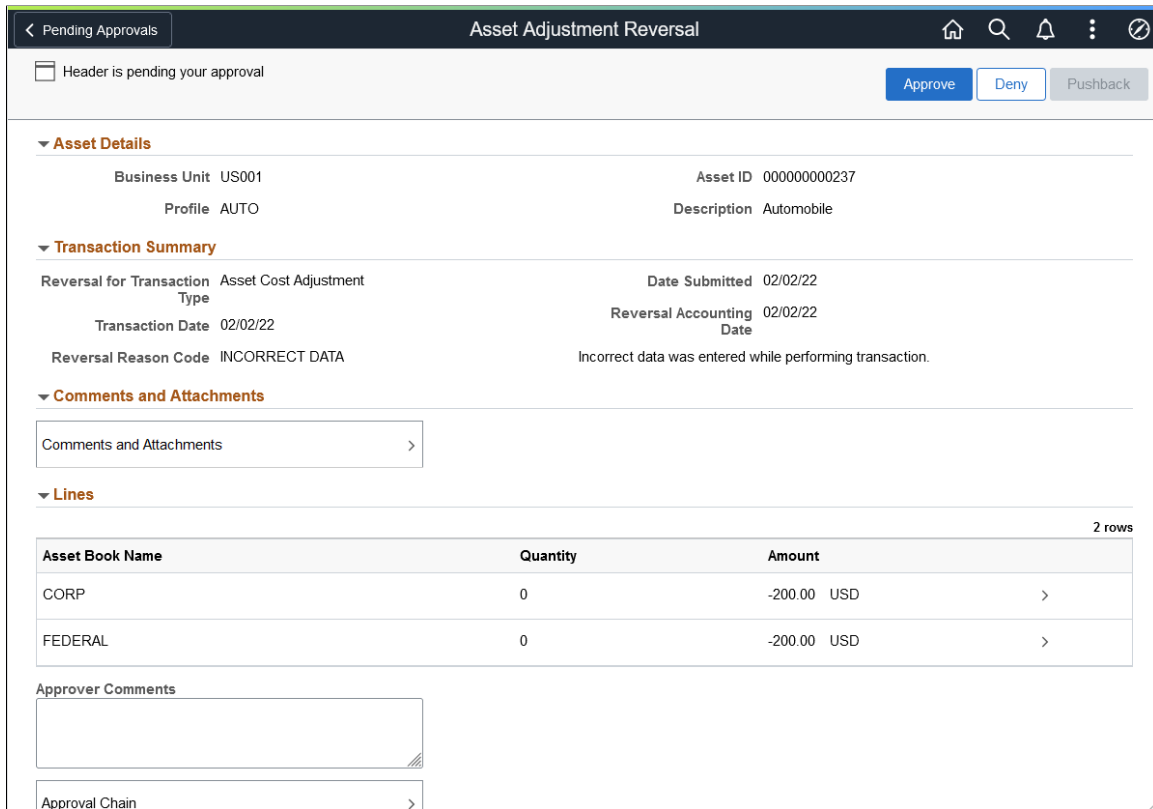 Pending Approvals
Asset Adjustment Reversal
Header is pending your approval
Approve
Deny
Pushback
Asset Details
Business Unit US001
Asset ID 000000000237
Profile AUTO
Description Automobile
Transaction Summary
Reversal for Transaction Type Asset Cost Adjustment
Date Submitted 02/02/22
Transaction Date 02/02/22
Reversal Accounting Date 02/02/22
Reversal Reason Code INCORRECT DATA
Incorrect data was entered while performing transaction.
Comments and Attachments
Comments and Attachments
Lines
2 rows
Asset Book Name Quantity Amount
CORP 0 -200.00 USD
FEDERAL 0 -200.00 USD
Approver Comments
Approval Chain